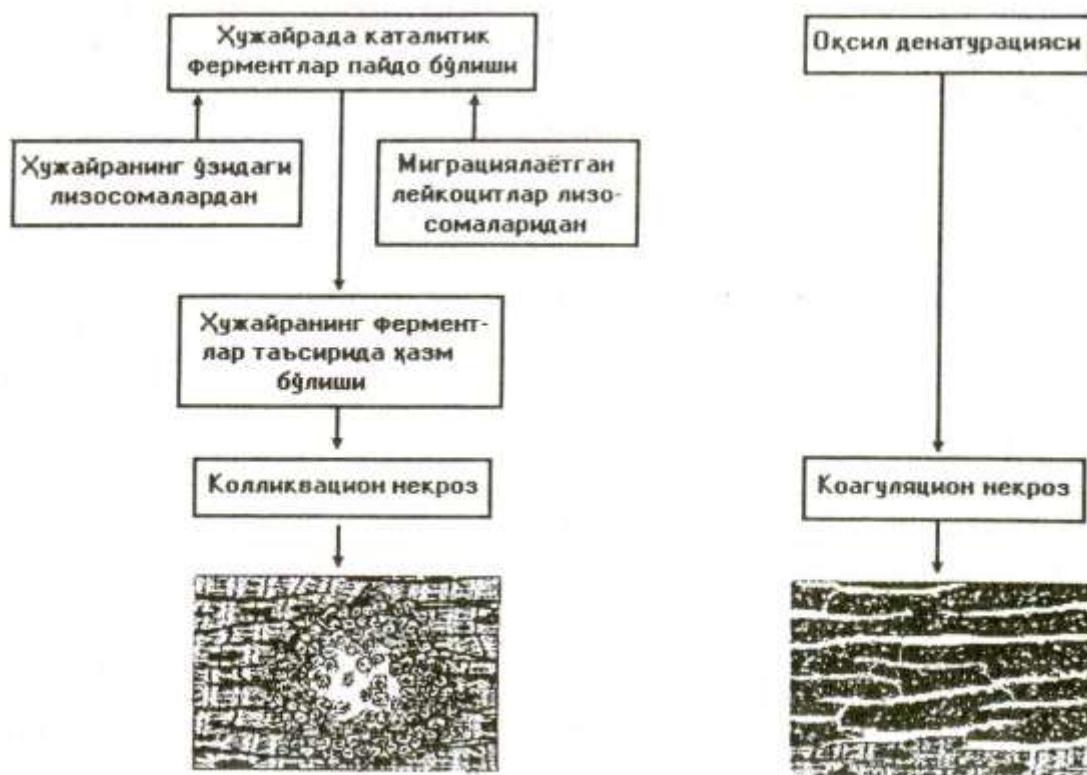 Ҳужайрада каталитик
ферментлар пайдо бўлиши
Оқсил денатурацияси
Ҳужайранинг ўзидаги
лизосомалардан
Миграциялаётган
лейкоцитлар лизо-
сомаларидан
Ҳужайранинг фермент-
лар таъсирида ҳазм
бўлиши
Колликвацион некроз
Коагуляцион некроз